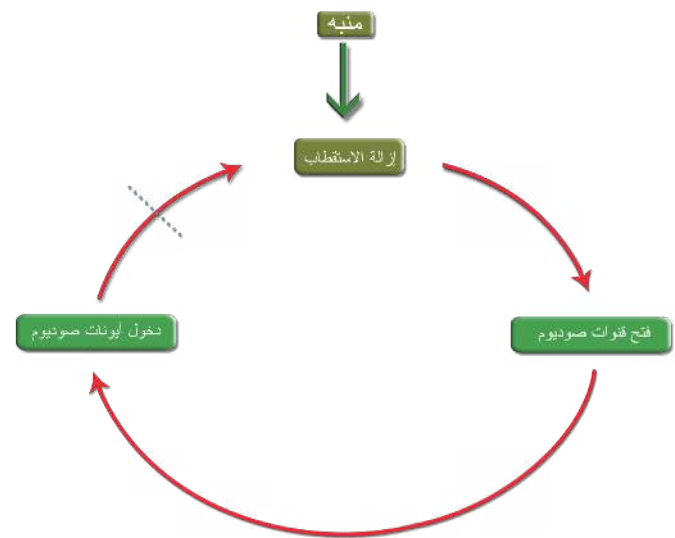 منبه
إزالة الاستقطاب
فتح قنوات صوديوم
دخول أيونات صوديوم